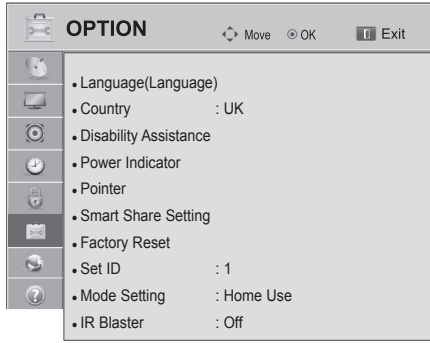 OPTION Move OK Exit
Language(Language)
Country : UK
Disability Assistance
Power Indicator
Pointer
Smart Share Setting
Factory Reset
Set ID : 1
Mode Setting : Home Use
IR Blaster : Off